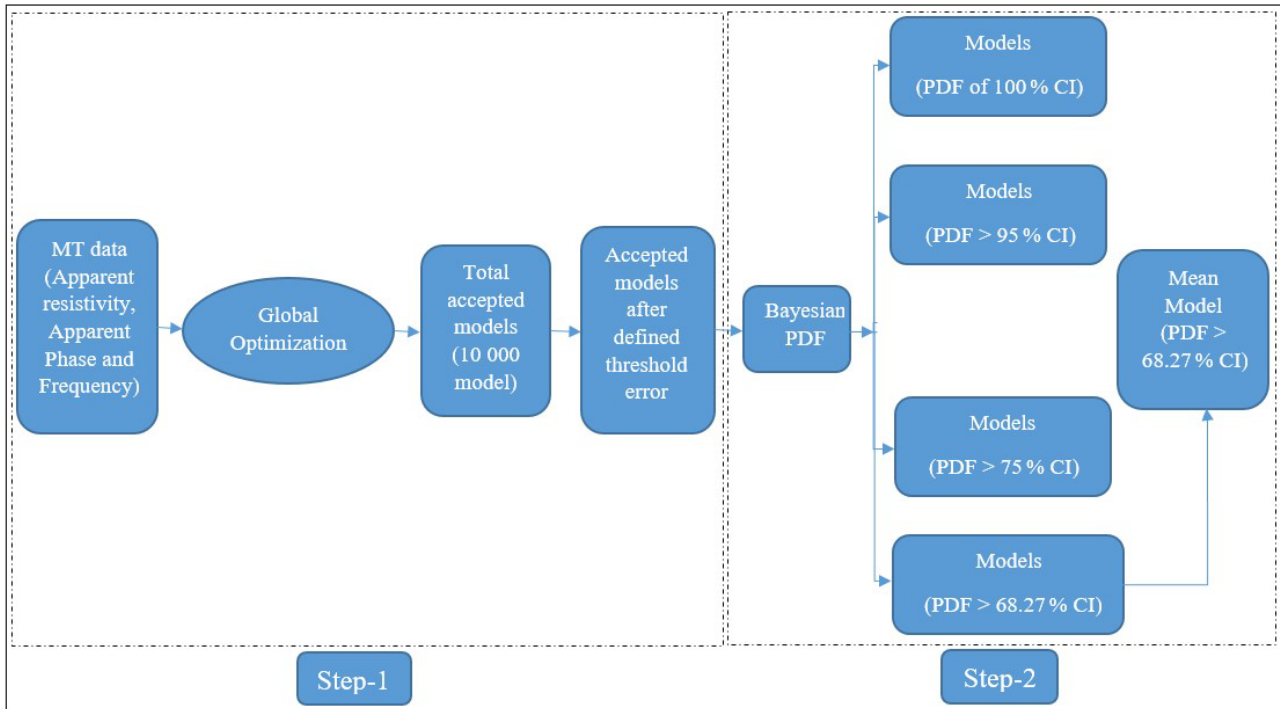 MT data
(Apparent
resistivity,
Apparent
Phase and
Frequency)
Global
Optimization
Total
accepted
models
(10 000
model)
Accepted
models
after
defined
threshold
error
Step-1
Bayesian
PDF
Models
(PDF of 100 % CI)
Models
(PDF > 95 % CI)
Models
(PDF > 75 % CI)
Models
(PDF > 68.27 % CI)
Mean
Model
(PDF >
68.27 % CI)
Step-2